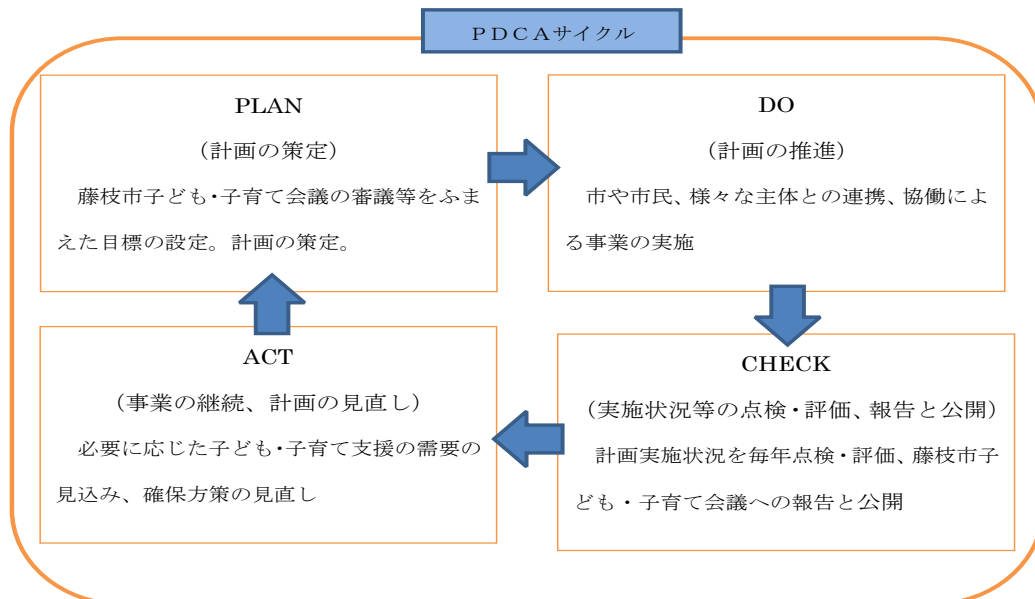 ＰＤＣＡサイクル
PLAN
（計画の策定）
藤枝市子ども・子育て会議の審議等をふま
えた目標の設定。計画の策定。
DO
（計画の推進）
市や市民、様々な主体との連携、協働によ
る事業の実施
ACT
（事業の継続、計画の見直し）
必要に応じた子ども・子育て支援の需要の
見込み、確保方策の見直し
CHECK
（実施状況等の点検・評価、報告と公開）
計画実施状況を毎年点検・評価、藤枝市子
ども・子育て会議への報告と公開